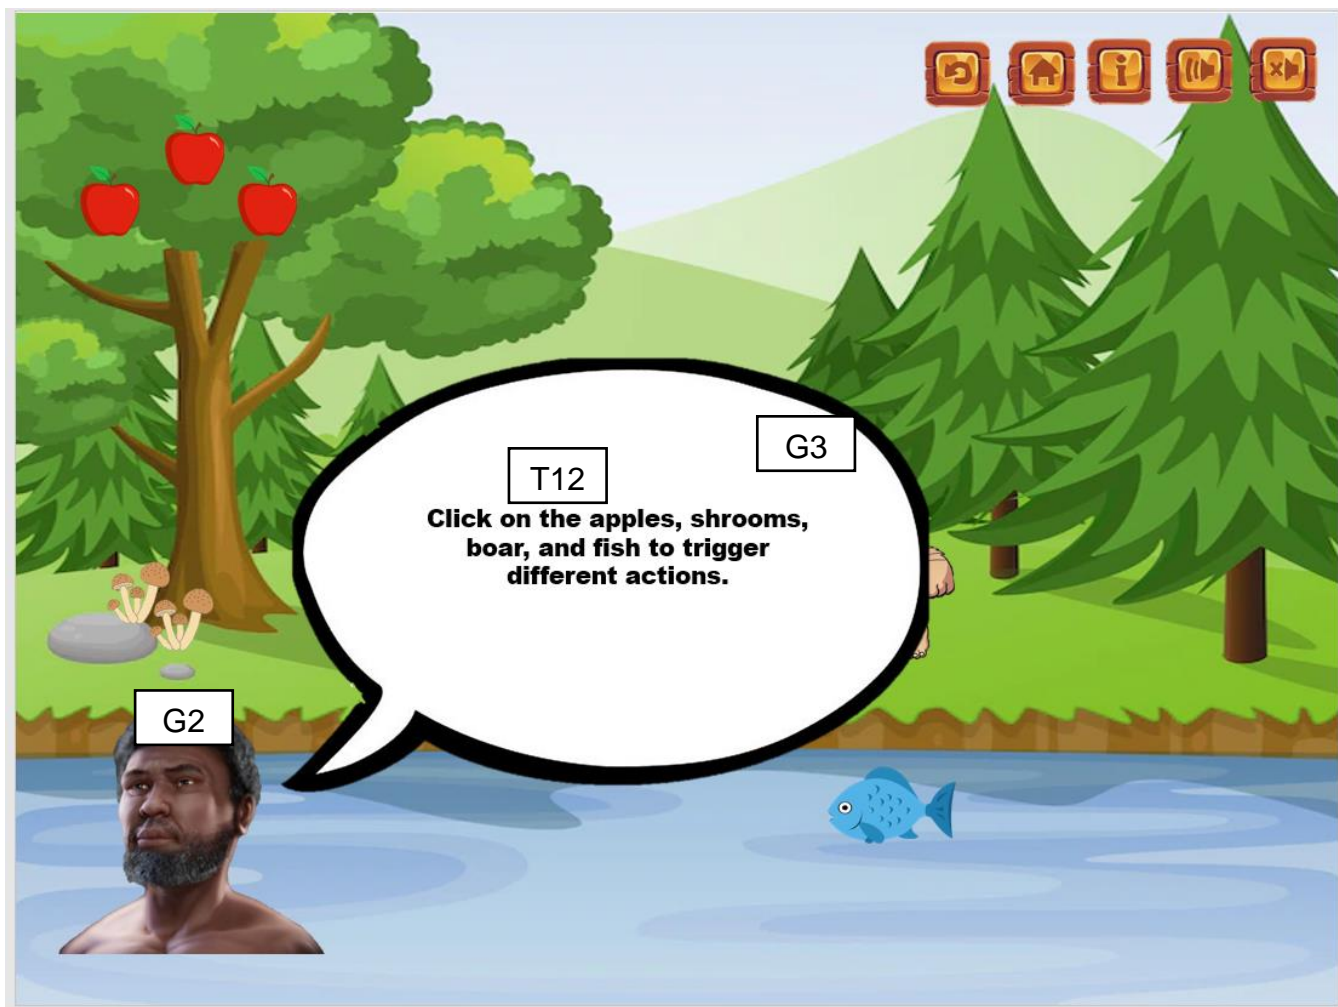 G3
T12
Click on the apples, shrooms,
boar, and fish to trigger
different actions.
G2